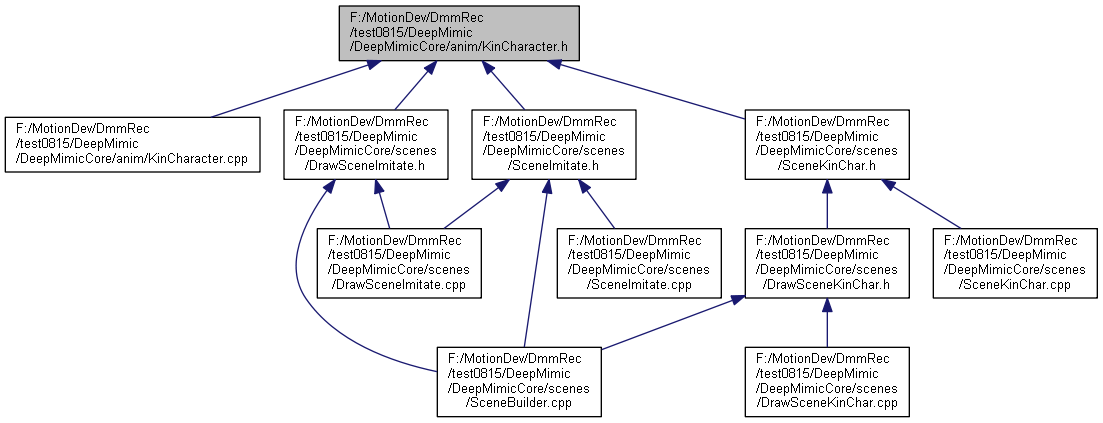 F:/MotionDev/DmmRec
/test0815/DeepMimic
/DeepMimicCore/anim/KinCharacter.h
F:/MotionDev/DmmRec
/test0815/DeepMimic
/DeepMimicCore/anim/KinCharacter.cpp
F:/MotionDev/DmmRec
/test0815/DeepMimic
/DeepMimicCore/scenes
/DrawSceneImitate.h
F:/MotionDev/DmmRec
/test0815/DeepMimic
/DeepMimicCore/scenes
/SceneImitate.h
F:/MotionDev/DmmRec
/test0815/DeepMimic
/DeepMimicCore/scenes
/SceneKinChar.h
F:/MotionDev/DmmRec
/test0815/DeepMimic
/DeepMimicCore/scenes
/DrawSceneImitate.cpp
F:/MotionDev/DmmRec
/test0815/DeepMimic
/DeepMimicCore/scenes
/SceneImitate.cpp
F:/MotionDev/DmmRec
/test0815/DeepMimic
/DeepMimicCore/scenes
/DrawSceneKinChar.h
F:/MotionDev/DmmRec
/test0815/DeepMimic
/DeepMimicCore/scenes
/SceneKinChar.cpp
F:/MotionDev/DmmRec
/test0815/DeepMimic
/DeepMimicCore/scenes
/SceneBuilder.cpp
F:/MotionDev/DmmRec
/test0815/DeepMimic
/DeepMimicCore/scenes
/DrawSceneKinChar.cpp